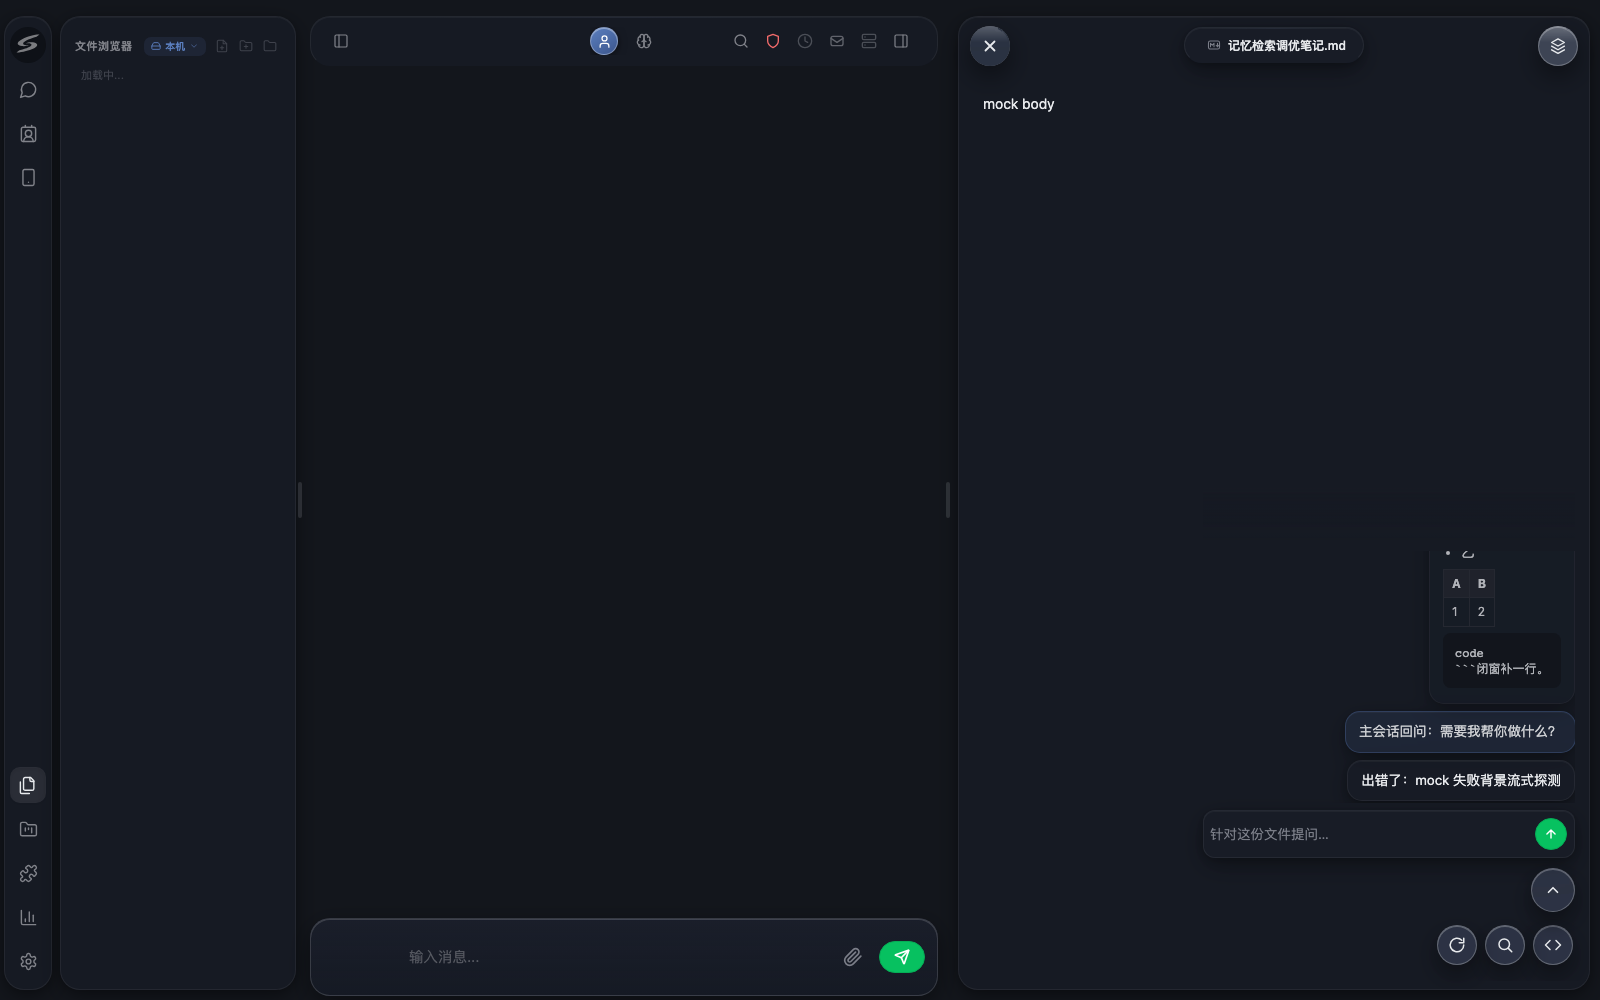 文件浏览器
本机
加载中...
输入消息...
记忆检索调优笔记.md
mock body
A B
1 2
code
```闭窗补一行。
主会话回问：需要我帮你做什么？
出错了：mock 失败背景流式探测
针对这份文件提问...